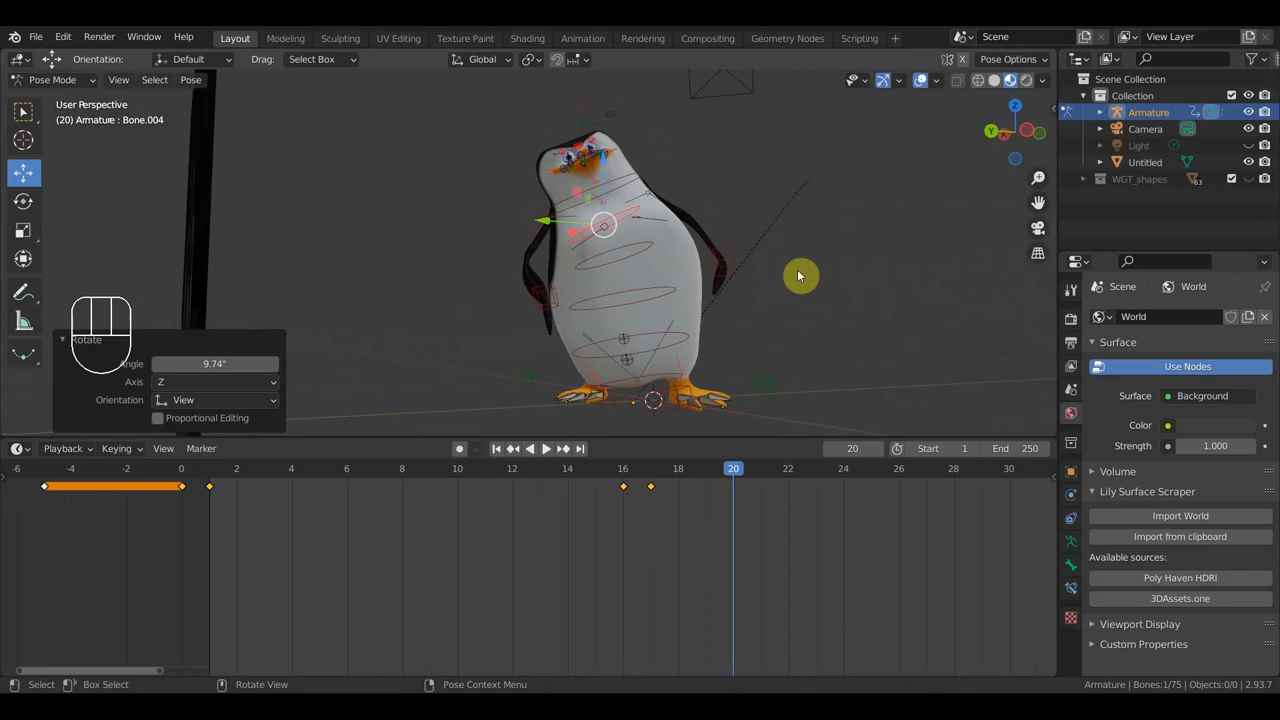 File Edit Render Window Help Layout Modeling Sculpting UV Editing Texture Paint Shading Animation Rendering Compositing Geometry Nodes Scripting + Scene View Layer
Orientation: Default Drag: Select Box Global X Pose Options
Pose Mode View Select Pose
User Perspective
(20) Armature : Bone.004
Z
Y
X
Scene Collection
Collection
Armature
Camera
Light
Untitled
WGT_shapes 63
Scene World
World
Surface
Use Nodes
Surface Background
Color
Strength 1.000
Volume
Lily Surface Scraper
Import World
Import from clipboard
Available sources:
Poly Haven HDRI
3DAssets.one
Viewport Display
Custom Properties
Rotate
Angle 9.74°
Axis Z
Orientation View
Proportional Editing
Playback Keying View Marker 20 Start 1 End 250
-6 -4 -2 0 2 4 6 8 10 12 14 16 18 20 22 24 26 28 30
Select Box Select Rotate View Pose Context Menu Armature | Bones:1/75 | Objects:0/0 | 2.93.7